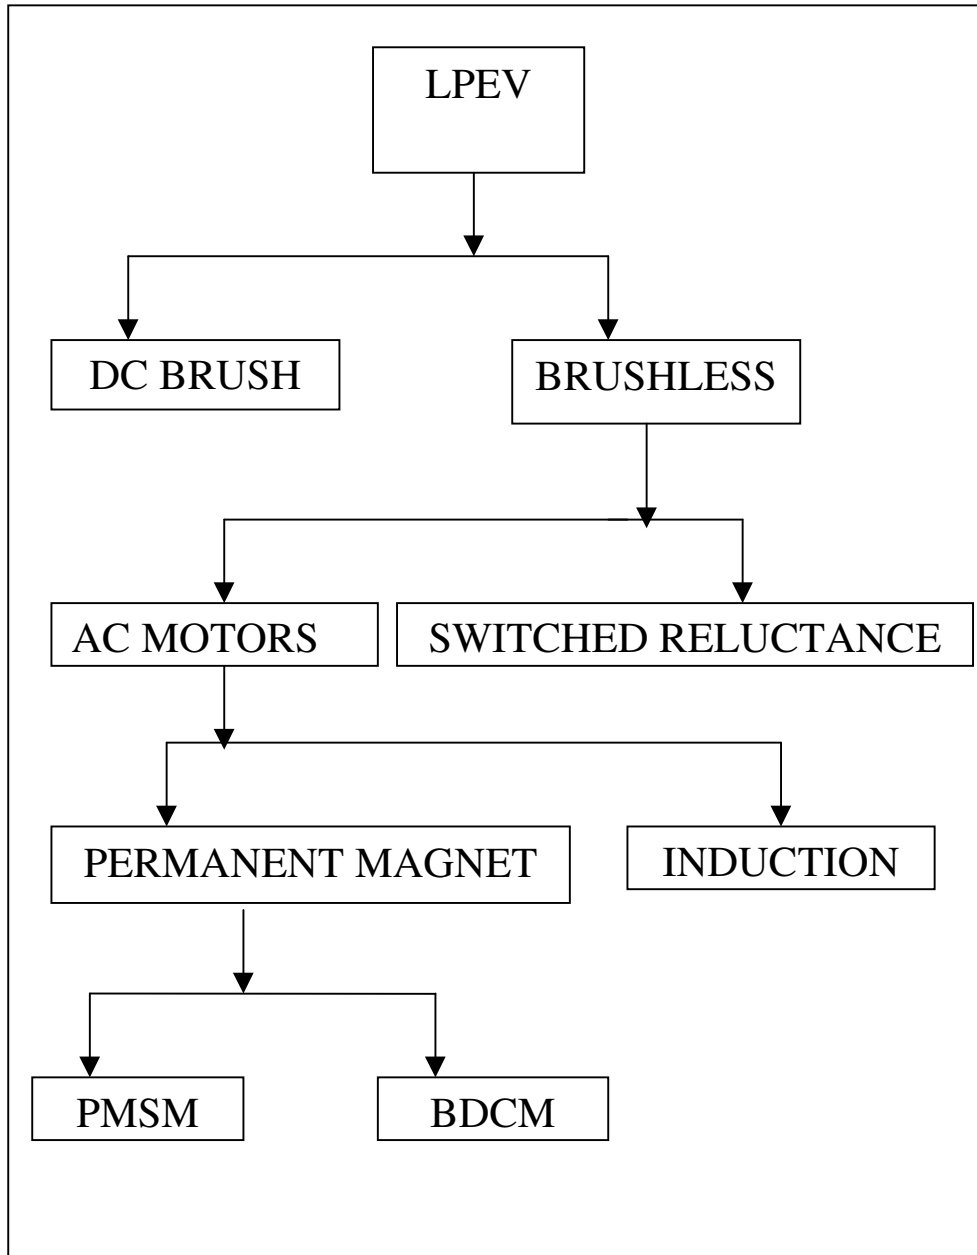 LPEV
DC BRUSH
BRUSHLESS
AC MOTORS
SWITCHED RELUCTANCE
PERMANENT MAGNET
INDUCTION
PMSM
BDCM